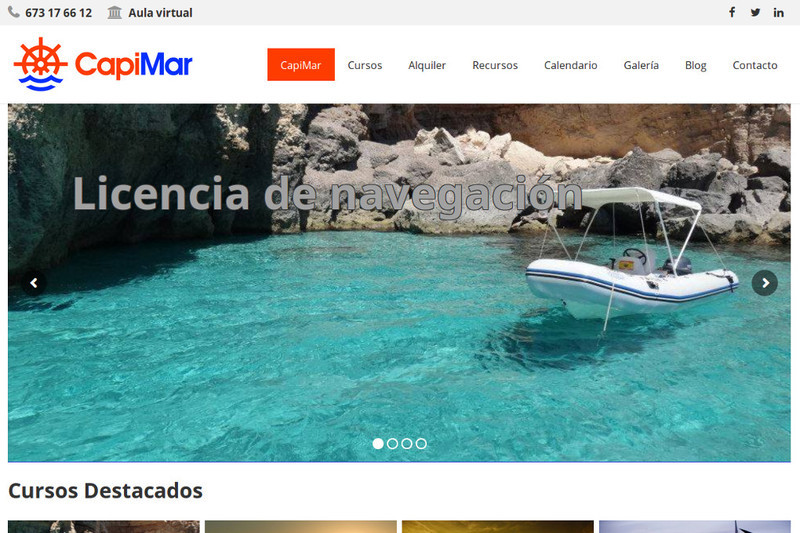 673 17 66 12 Aula virtual
CapiMar
CapiMar Cursos Alquiler Recursos Calendario Galería Blog Contacto
Licencia de navegación
Cursos Destacados